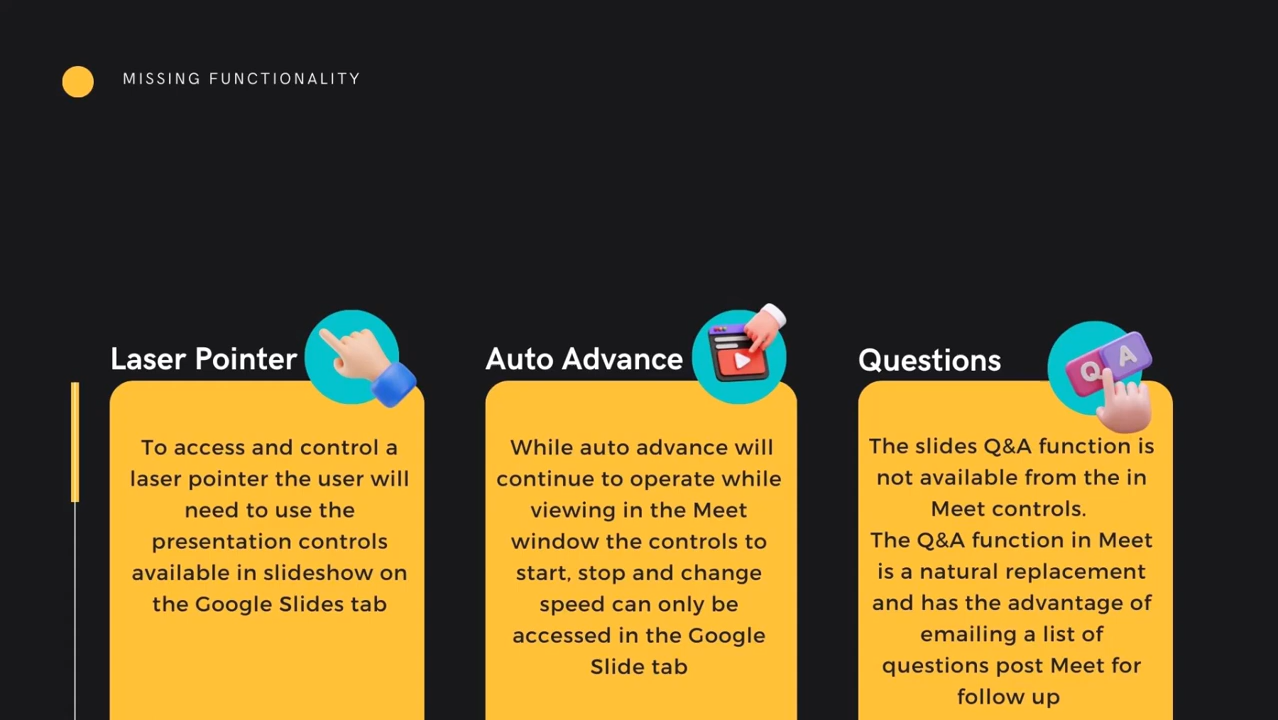 MISSING FUNCTIONALITY
Laser Pointer
To access and control a
laser pointer the user will
need to use the
presentation controls
available in slideshow on
the Google Slides tab
Auto Advance
While auto advance will
continue to operate while
viewing in the Meet
window the controls to
start, stop and change
speed can only be
accessed in the Google
Slide tab
Questions
Q A
The slides Q&A function is
not available from the in
Meet controls.
The Q&A function in Meet
is a natural replacement
and has the advantage of
emailing a list of
questions post Meet for
follow up